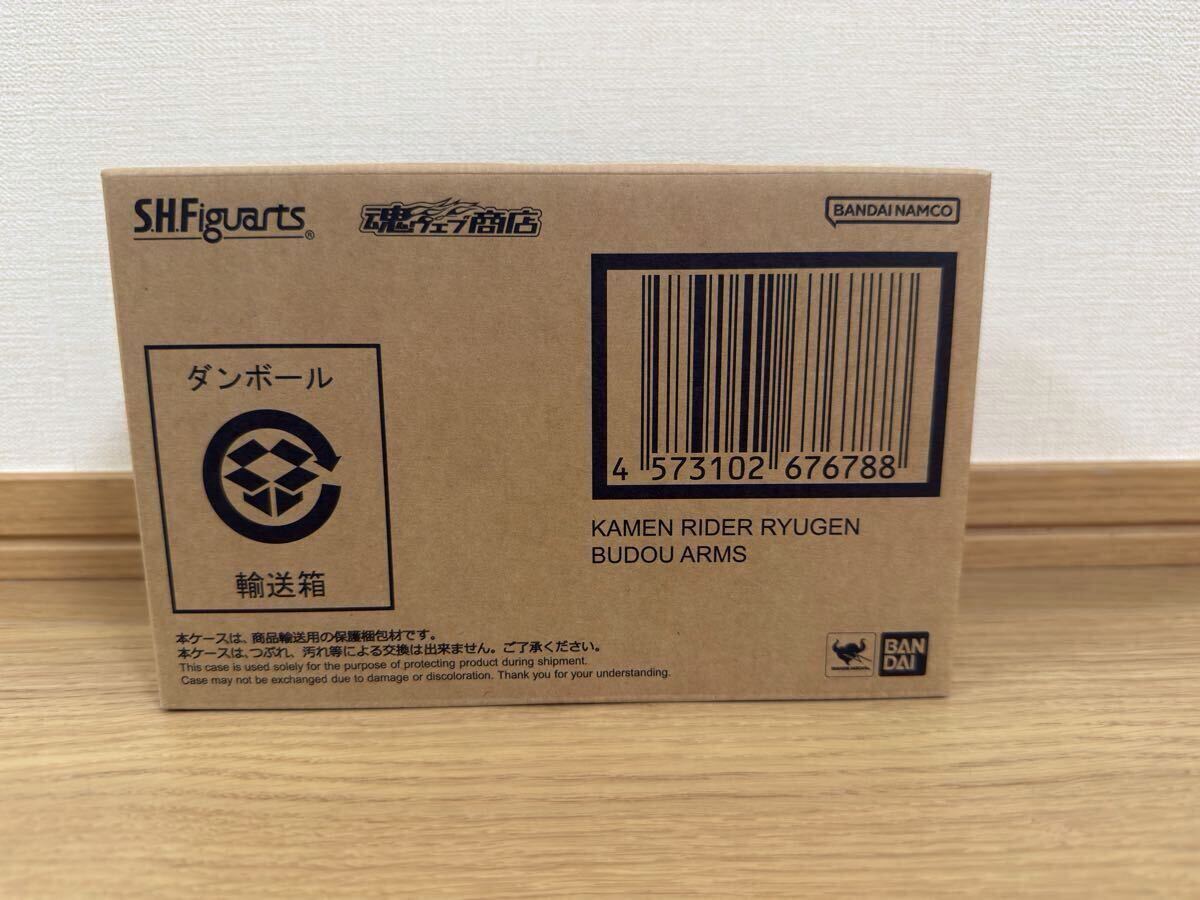 S.H.Figuarts®
魂ウェブ商店
BANDAI NAMCO
ダンボール
輸送箱
4 573102 676788
KAMEN RIDER RYUGEN
BUDOU ARMS
本ケースは、商品輸送用の保護梱包材です。
本ケースは、つぶれ、汚れ等による交換は出来ません。ご了承ください。
This case is used solely for the purpose of protecting product during shipment.
Case may not be exchanged due to damage or discoloration. Thank you for your understanding.
BAN
DAI